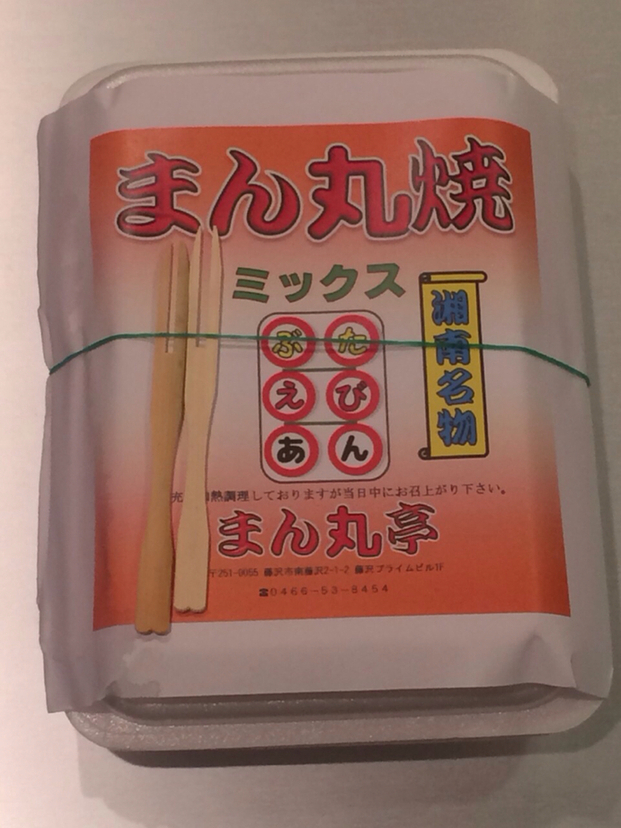 まん丸焼
ミックス
ぶ た
え び
あ ん
湘南名物
熱調理しておりますが当日中にお召上がり下さい。
まん丸亭
〒251-0055 藤沢市南藤沢2-1-2 藤沢プライムビル1F
☎0466-53-8454